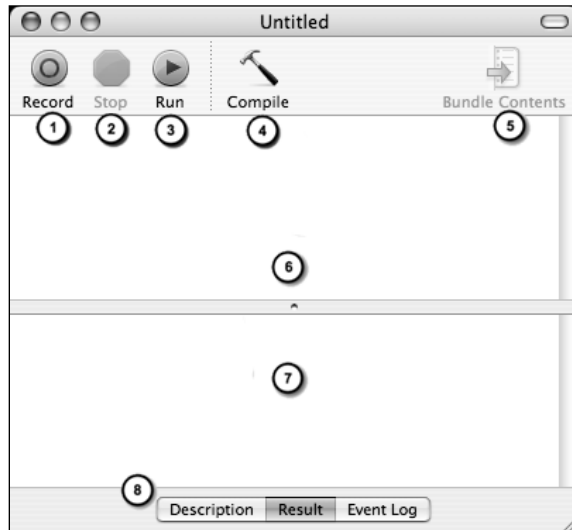 Untitled
Record Stop Run Compile Bundle Contents
1 2 3 4 5
6
7
8
Description Result Event Log